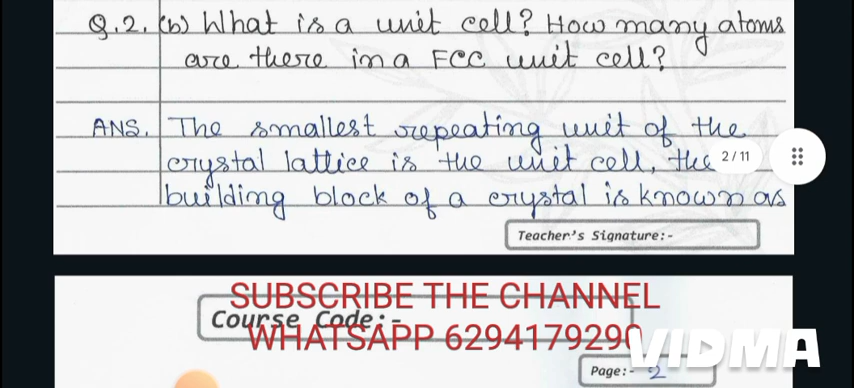 Q.2. (b) What is a unit cell? How many atoms
are there in a FCC unit cell?
ANS. The smallest repeating unit of the
crystal lattice is the unit cell, the
2/11
building block of a crystal is known as
Teacher's Signature:-
SUBSCRIBE THE CHANNEL
Course Code:-
WHATSAPP 6294179290
VIDMA
Page:- 2